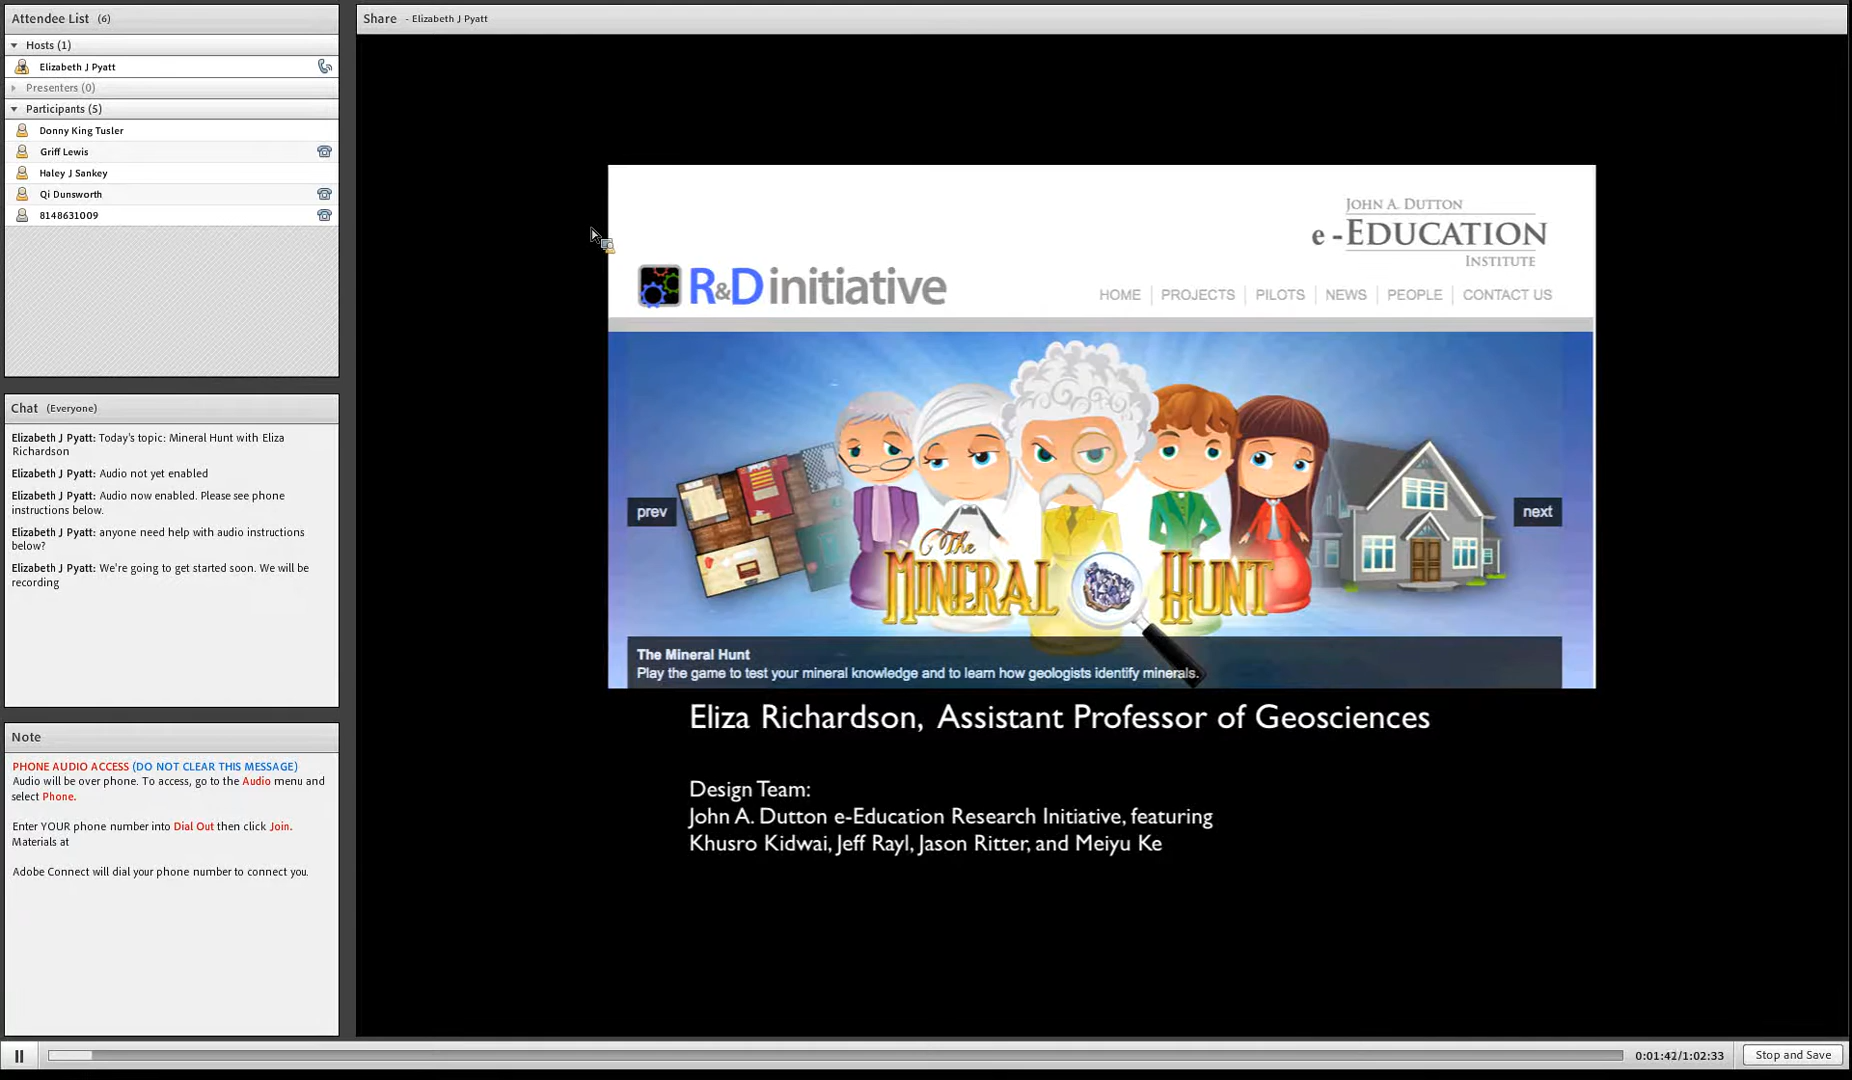 Attendee List (6)
Hosts (1)
Elizabeth J Pyatt
Presenters (0)
Participants (5)
Donny King Tusler
Griff Lewis
Haley J Sankey
Qi Dunsworth
8148631009
Chat (Everyone)
Elizabeth J Pyatt: Today's topic: Mineral Hunt with Eliza
Richardson
Elizabeth J Pyatt: Audio not yet enabled
Elizabeth J Pyatt: Audio now enabled. Please see phone
instructions below.
Elizabeth J Pyatt: anyone need help with audio instructions
below?
Elizabeth J Pyatt: We're going to get started soon. We will be
recording
Note
PHONE AUDIO ACCESS (DO NOT CLEAR THIS MESSAGE)
Audio will be over phone. To access, go to the Audio menu and
select Phone.
Enter YOUR phone number into Dial Out then click Join.
Materials at
Adobe Connect will dial your phone number to connect you.
Share - Elizabeth J Pyatt
JOHN A. DUTTON
e-EDUCATION
INSTITUTE
R&D initiative
HOME PROJECTS PILOTS NEWS PEOPLE CONTACT US
prev
next
The
MINERAL HUNT
The Mineral Hunt
Play the game to test your mineral knowledge and to learn how geologists identify minerals.
Eliza Richardson, Assistant Professor of Geosciences
Design Team:
John A. Dutton e-Education Research Initiative, featuring
Khusro Kidwai, Jeff Rayl, Jason Ritter, and Meiyu Ke
0:01:42/1:02:33
Stop and Save